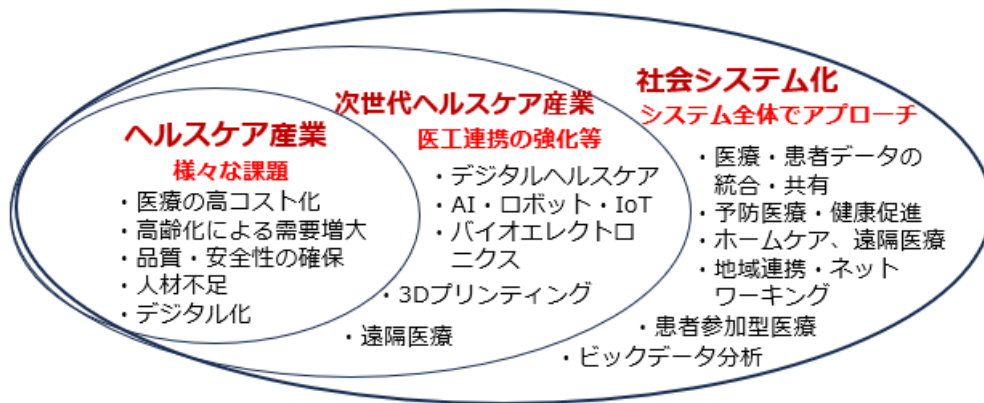 ヘルスケア産業
様々な課題
・医療の高コスト化
・高齢化による需要増大
・品質・安全性の確保
・人材不足
・デジタル化
次世代ヘルスケア産業
医工連携の強化等
・デジタルヘルスケア
・AI・ロボット・IoT
・バイオエレクトロ
ニクス
・3Dプリンティング
・遠隔医療
社会システム化
システム全体でアプローチ
・医療・患者データの
統合・共有
・予防医療・健康促進
・ホームケア、遠隔医療
・地域連携・ネット
ワーキング
・患者参加型医療
・ビックデータ分析